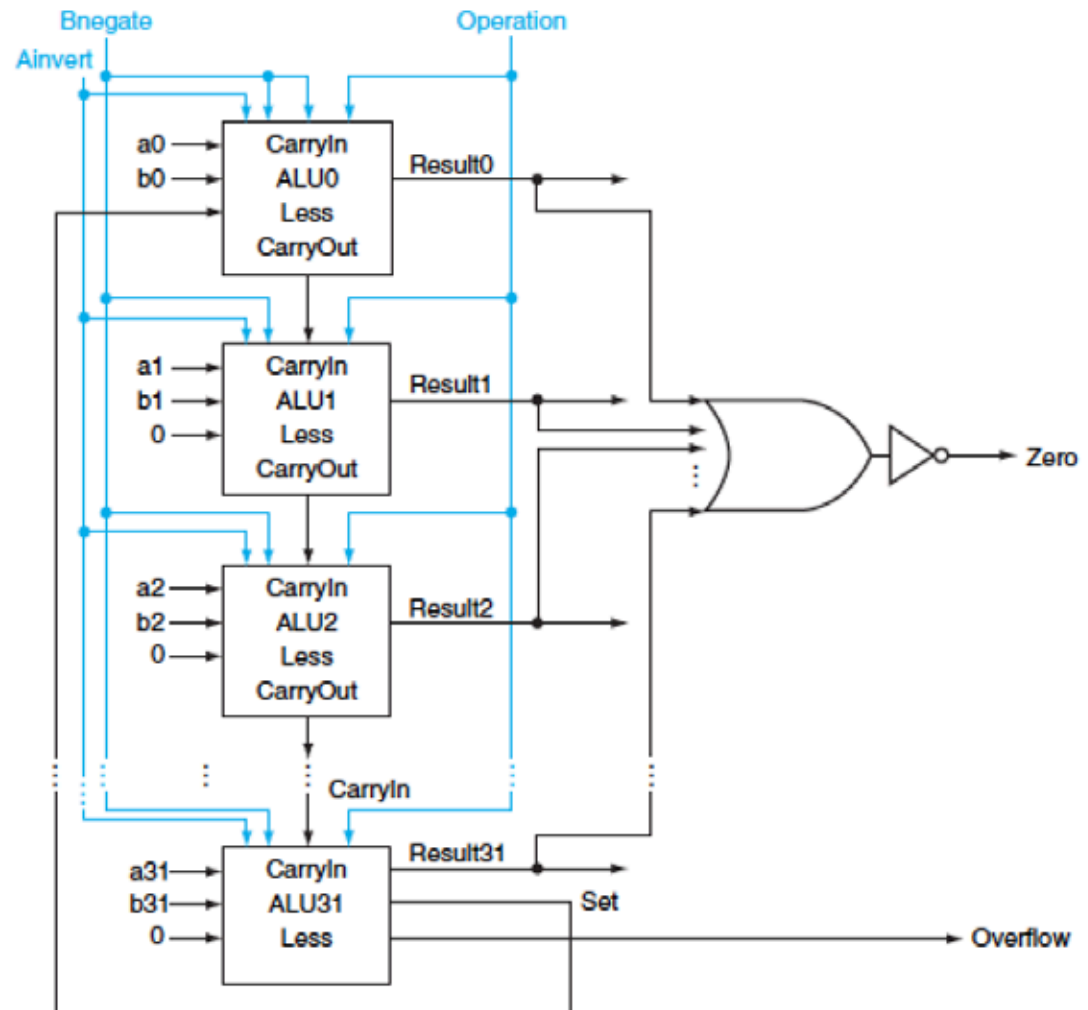 Bnegate
Operation
Ainvert
a0
b0
CarryIn
ALU0
Less
CarryOut
Result0
a1
b1
0
CarryIn
ALU1
Less
CarryOut
Result1
Zero
a2
b2
0
CarryIn
ALU2
Less
CarryOut
Result2
CarryIn
a31
b31
0
CarryIn
ALU31
Less
Result31
Set
Overflow